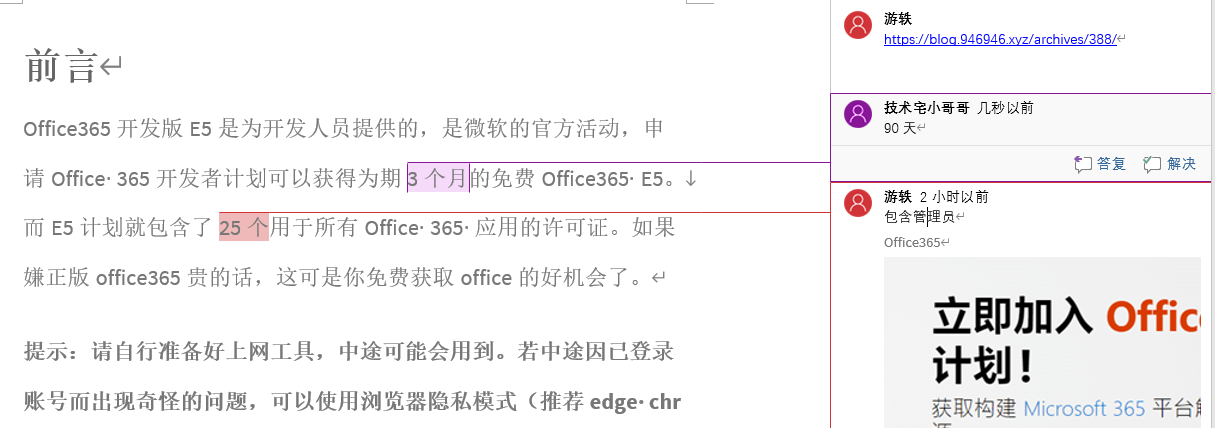 前言↵
Office365 开发版 E5 是为开发人员提供的，是微软的官方活动，申
请 Office· 365 开发者计划可以获得为期 3 个月的免费 Office365· E5。↓
而 E5 计划就包含了 25 个用于所有 Office· 365· 应用的许可证。如果
嫌正版 office365 贵的话，这可是你免费获取 office 的好机会了。↵
提示：请自行准备好上网工具，中途可能会用到。若中途因已登录
账号而出现奇怪的问题，可以使用浏览器隐私模式（推荐 edge· chr
游轶
https://blog.946946.xyz/archives/388/↵
技术宅小哥哥 几秒以前
90 天↵
答复 解决
游轶 2 小时以前
包含管理员↵
Office365↵
立即加入 Offic
计划！
获取构建 Microsoft 365 平台